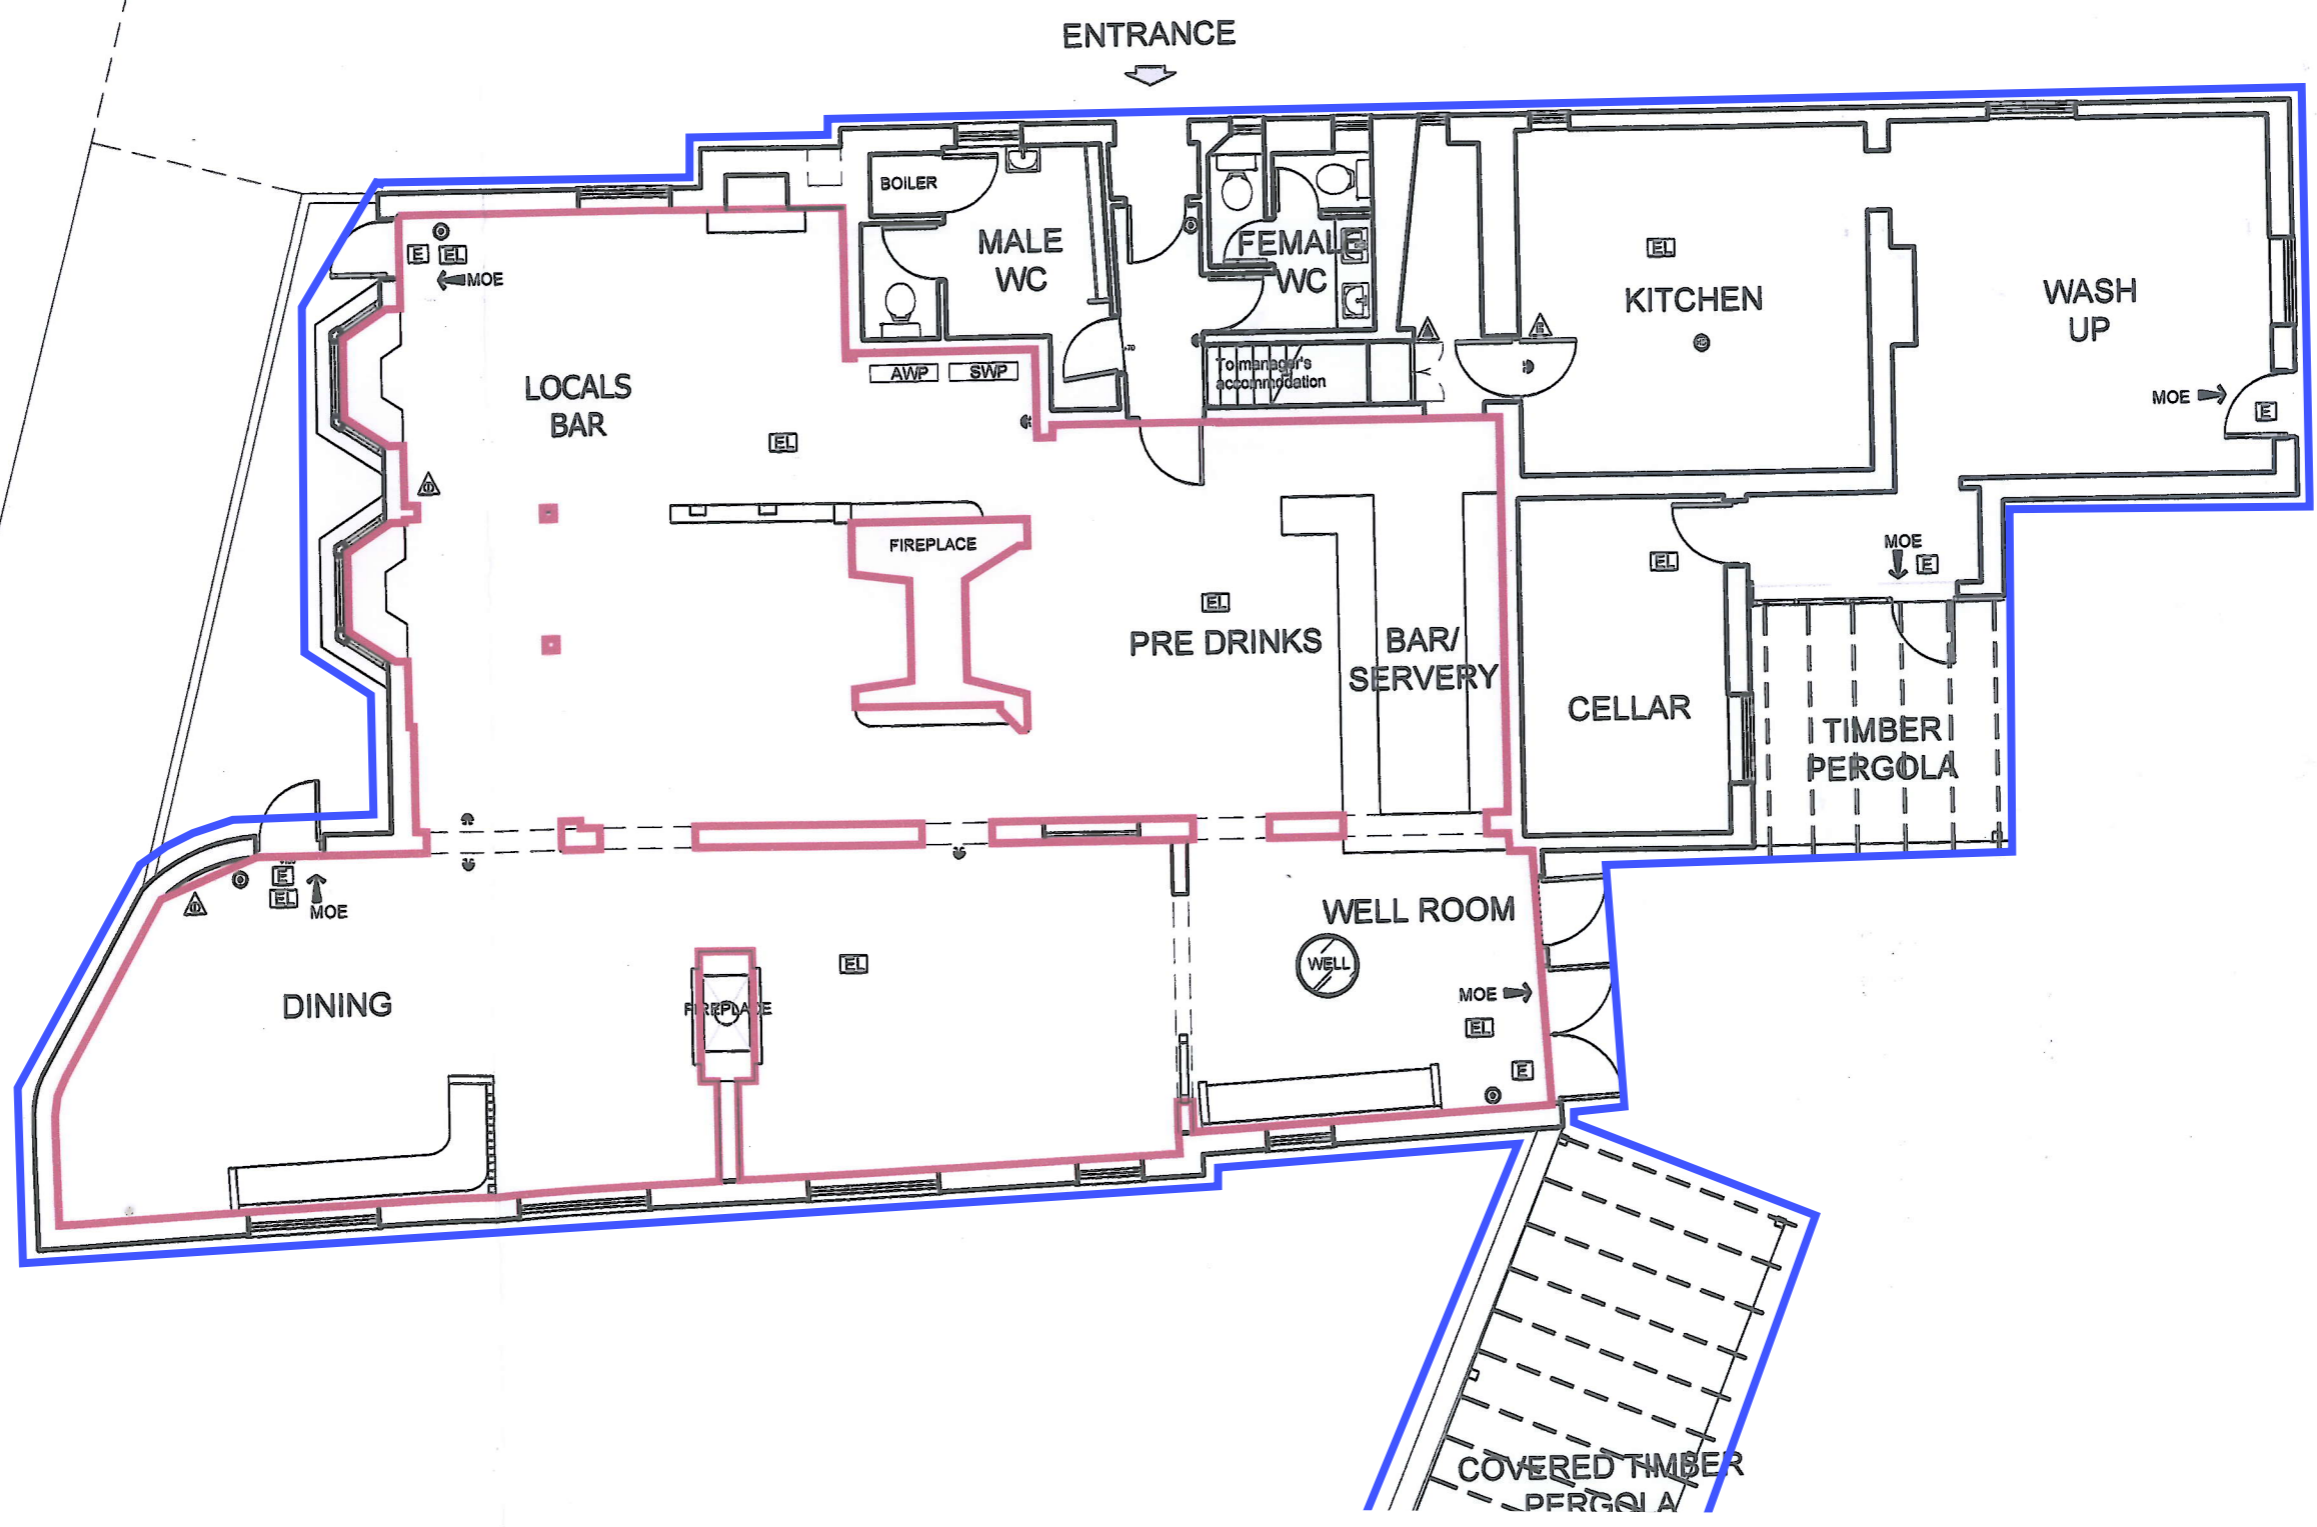 ENTRANCE
BOILER
MALE
WC
FEMALE
WC
E
EL
MOE
EL
KITCHEN
WASH
UP
LOCALS
BAR
AWP
SWP
To manager's
accommodation
E
MOE
E
EL
FIREPLACE
EL
EL
MOE
E
PRE DRINKS
BAR/
SERVERY
CELLAR
TIMBER
PERGOLA
E
EL
MOE
WELL ROOM
WELL
EL
DINING
FIREPLACE
MOE
EL
E
COVERED TIMBER
PERGOLA